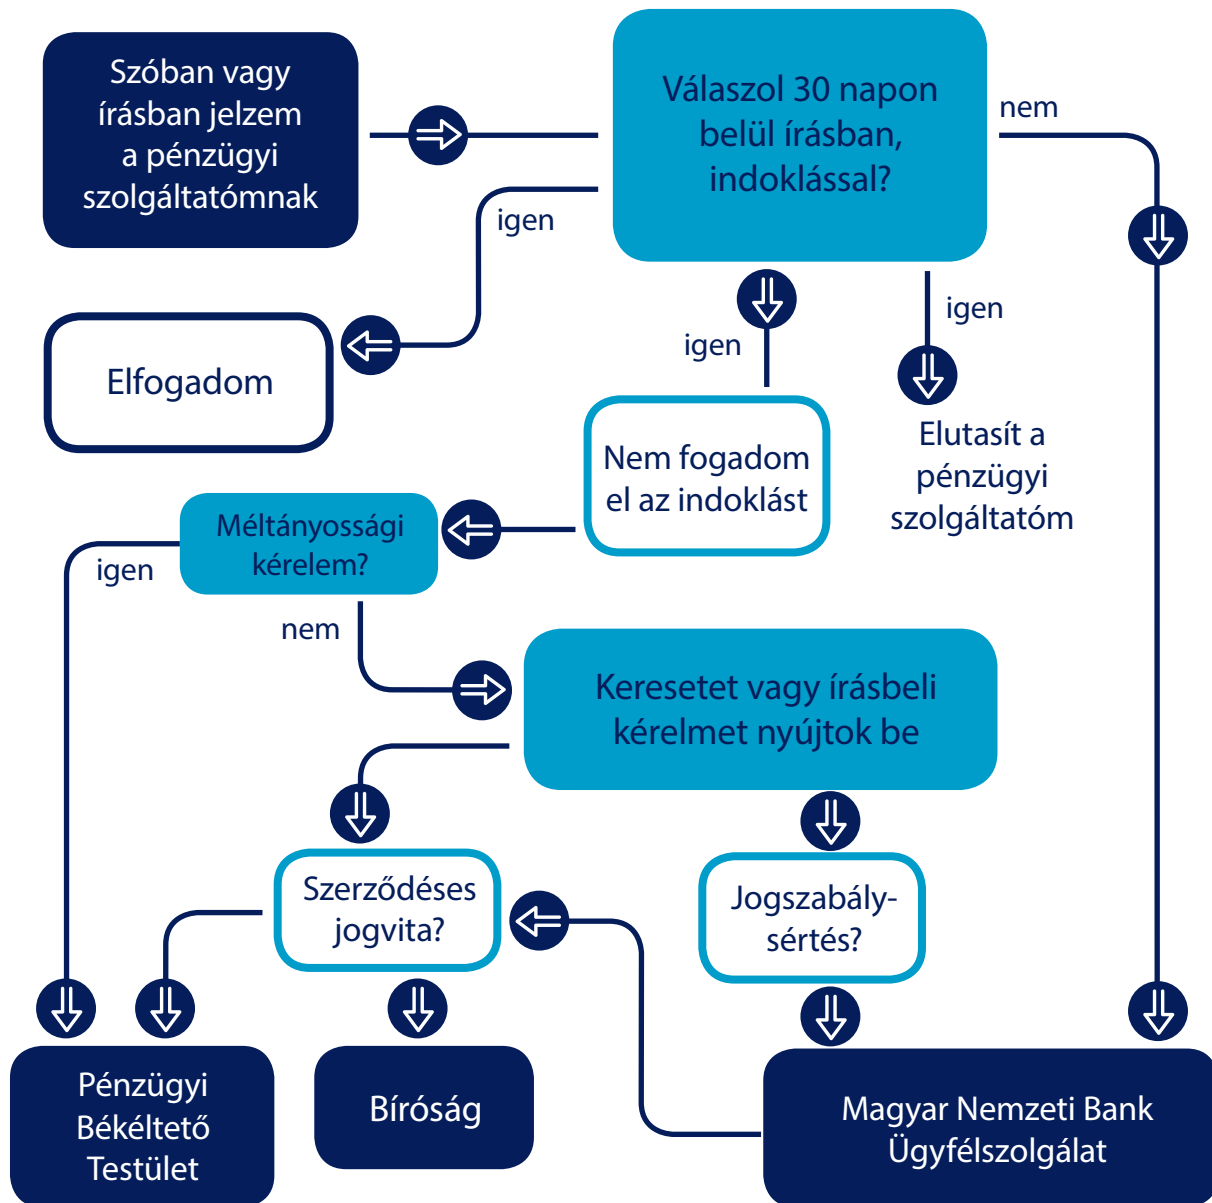 Szóban vagy
írásban jelzem
a pénzügyi
szolgáltatómnak
Válaszol 30 napon
belül írásban,
indoklással?
nem
igen
igen
igen
Elfogadom
Nem fogadom
el az indoklást
Elutasít a
pénzügyi
szolgáltatóm
Méltányossági
kérelem?
igen
nem
Keresetet vagy írásbeli
kérelmet nyújtok be
Szerződéses
jogvita?
Jogszabály-
sértés?
Pénzügyi
Békéltető
Testület
Bíróság
Magyar Nemzeti Bank
Ügyfélszolgálat